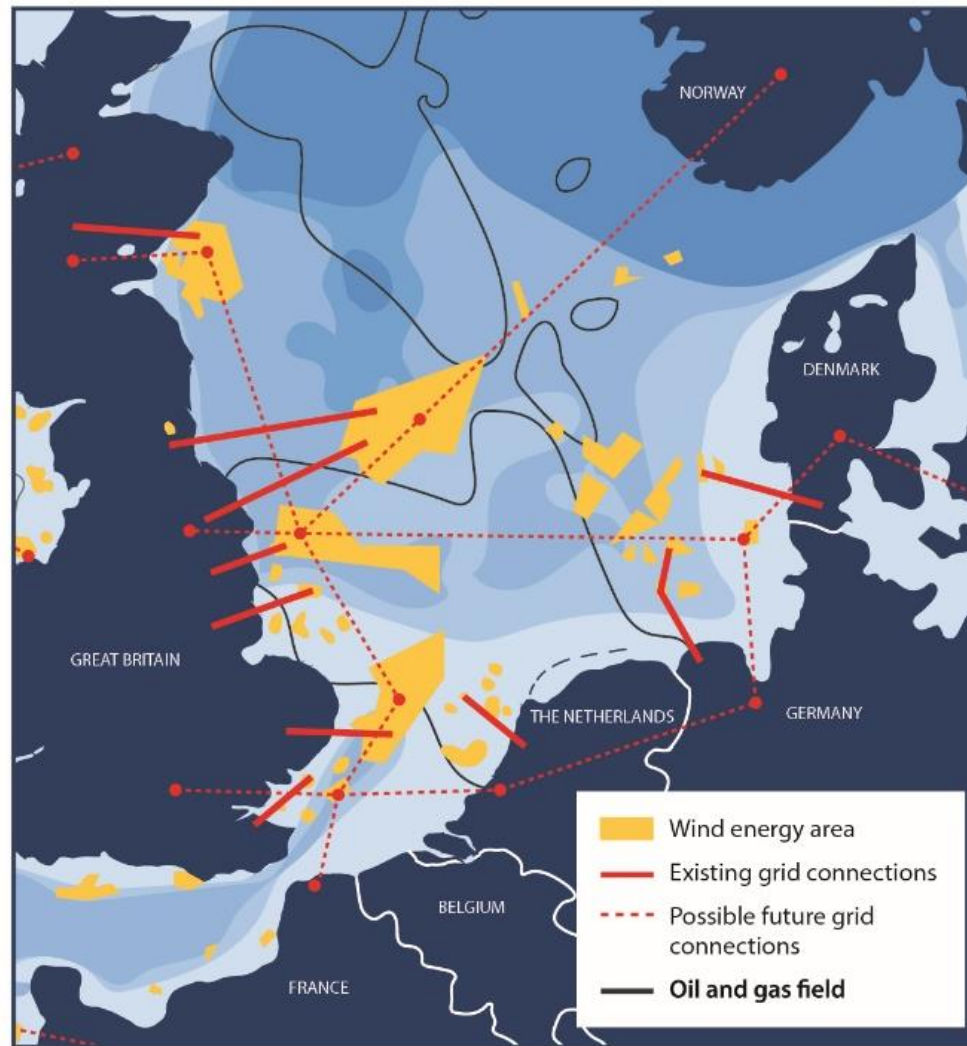 NORWAY
DENMARK
GREAT BRITAIN
THE NETHERLANDS
GERMANY
BELGIUM
FRANCE
Wind energy area
Existing grid connections
Possible future grid
connections
Oil and gas field